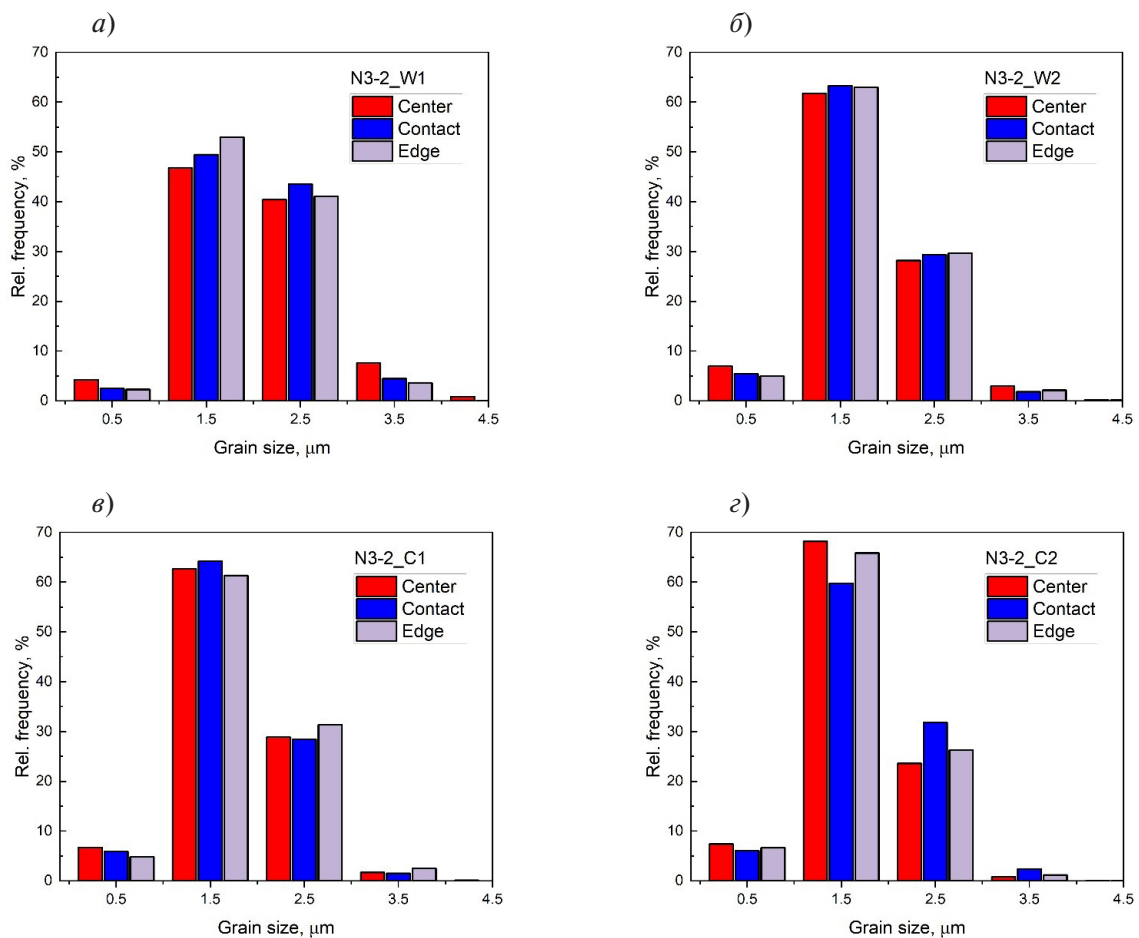 а)
70
60
50
40
30
20
10
0
Rel. frequency, %
N3-2_W1
Center
Contact
Edge
0.5 1.5 2.5 3.5 4.5
Grain size, μm
б)
70
60
50
40
30
20
10
0
Rel. frequency, %
N3-2_W2
Center
Contact
Edge
0.5 1.5 2.5 3.5 4.5
Grain size, μm
в)
70
60
50
40
30
20
10
0
Rel. frequency, %
N3-2_C1
Center
Contact
Edge
0.5 1.5 2.5 3.5 4.5
Grain size, μm
г)
70
60
50
40
30
20
10
0
Rel. frequency, %
N3-2_C2
Center
Contact
Edge
0.5 1.5 2.5 3.5 4.5
Grain size, μm